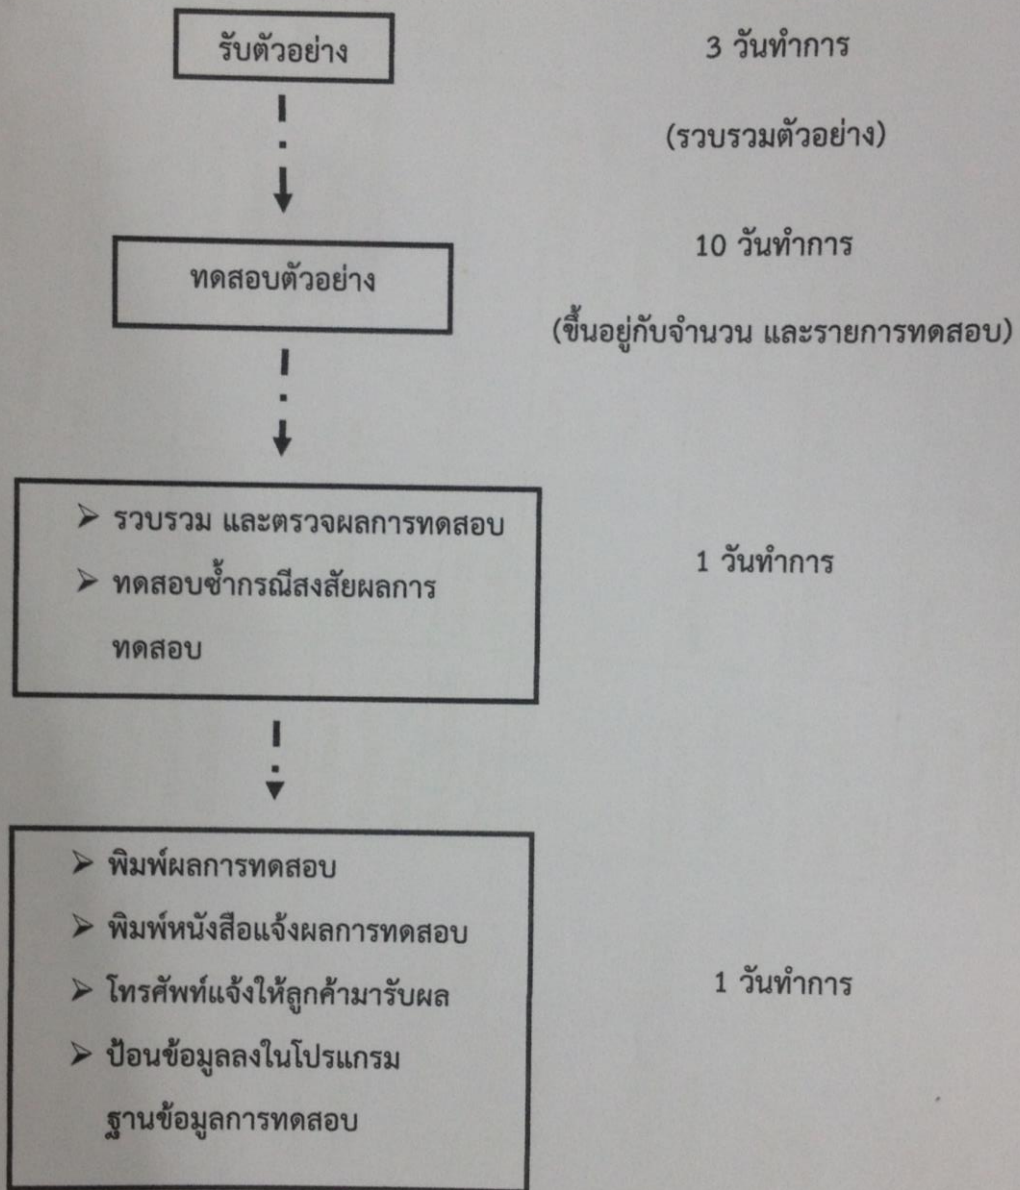 รับตัวอย่าง
3 วันทำการ
(รวบรวมตัวอย่าง)
ทดสอบตัวอย่าง
10 วันทำการ
(ขึ้นอยู่กับจำนวน และรายการทดสอบ)
➢ รวบรวม และตรวจผลการทดสอบ
➢ ทดสอบซ้ำกรณีสงสัยผลการ
ทดสอบ
1 วันทำการ
➢ พิมพ์ผลการทดสอบ
➢ พิมพ์หนังสือแจ้งผลการทดสอบ
➢ โทรศัพท์แจ้งให้ลูกค้ามารับผล
➢ ป้อนข้อมูลลงในโปรแกรม
ฐานข้อมูลการทดสอบ
1 วันทำการ